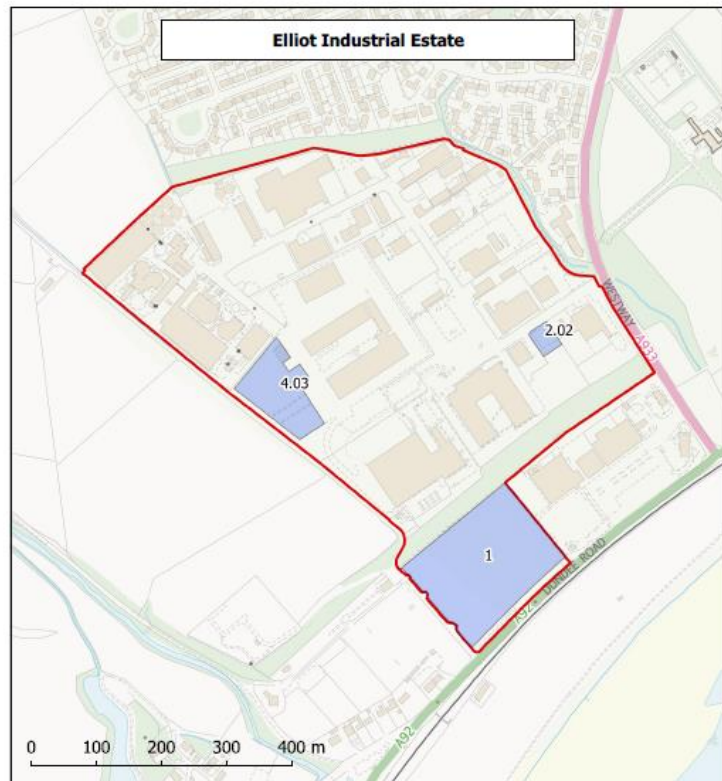 Elliot Industrial Estate
WESTWAY A933
2.02
4.03
1
A92 DUNDEE ROAD
A92
0 100 200 300 400 m